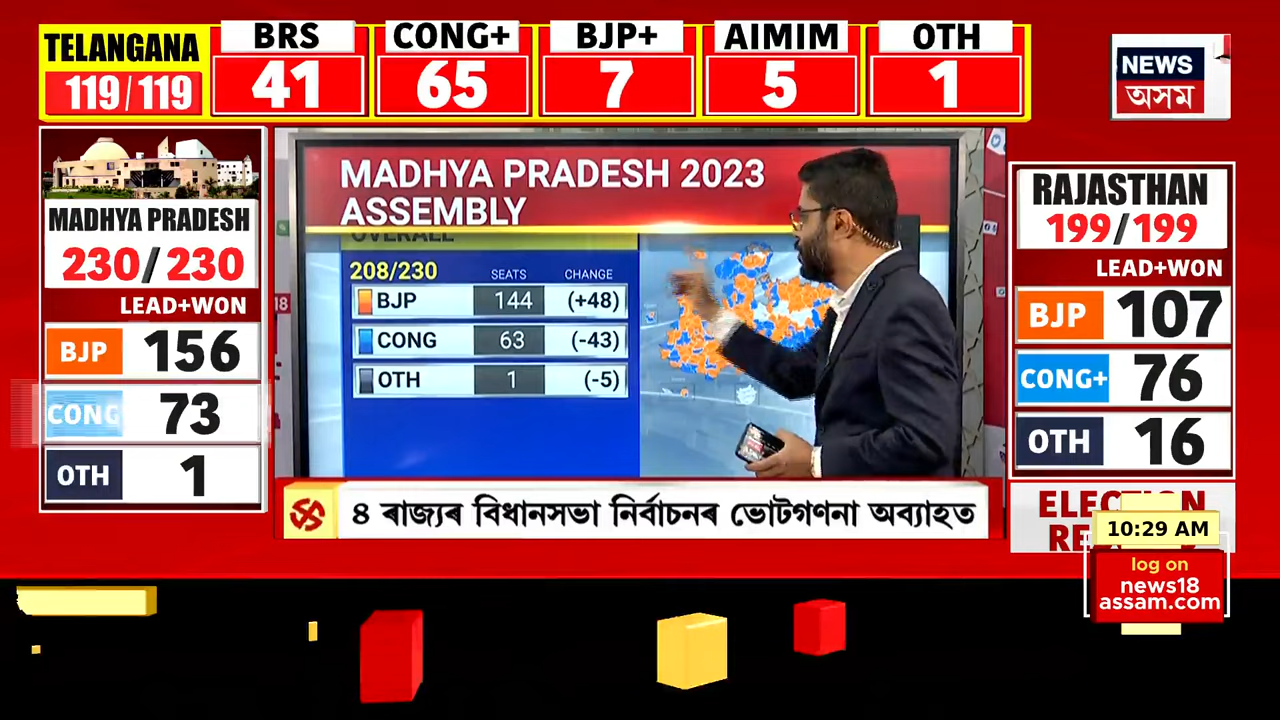 TELANGANA
119/119
BRS
41
CONG+
65
BJP+
7
AIMIM
5
OTH
1
NEWS
অসম
MADHYA PRADESH
230/230
LEAD+WON
BJP 156
CONG 73
OTH 1
MADHYA PRADESH 2023
ASSEMBLY
OVERALL
208/230 SEATS CHANGE
BJP 144 (+48)
CONG 63 (-43)
OTH 1 (-5)
18
RAJASTHAN
199/199
LEAD+WON
BJP 107
CONG+ 76
OTH 16
৪ ৰাজ্যৰ বিধানসভা নিৰ্বাচনৰ ভোটগণনা অব্যাহত
ELECTION
10:29 AM
log on
news18
assam.com